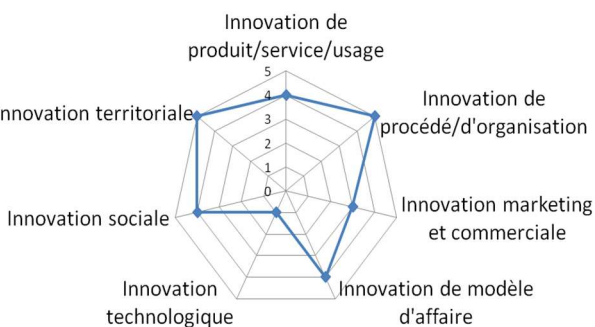 Innovation de
produit/service/usage
5
4
3
2
1
0
Innovation de
procédé/d'organisation
Innovation marketing
et commerciale
Innovation de modèle
d'affaire
Innovation
technologique
Innovation sociale
nnovation territoriale